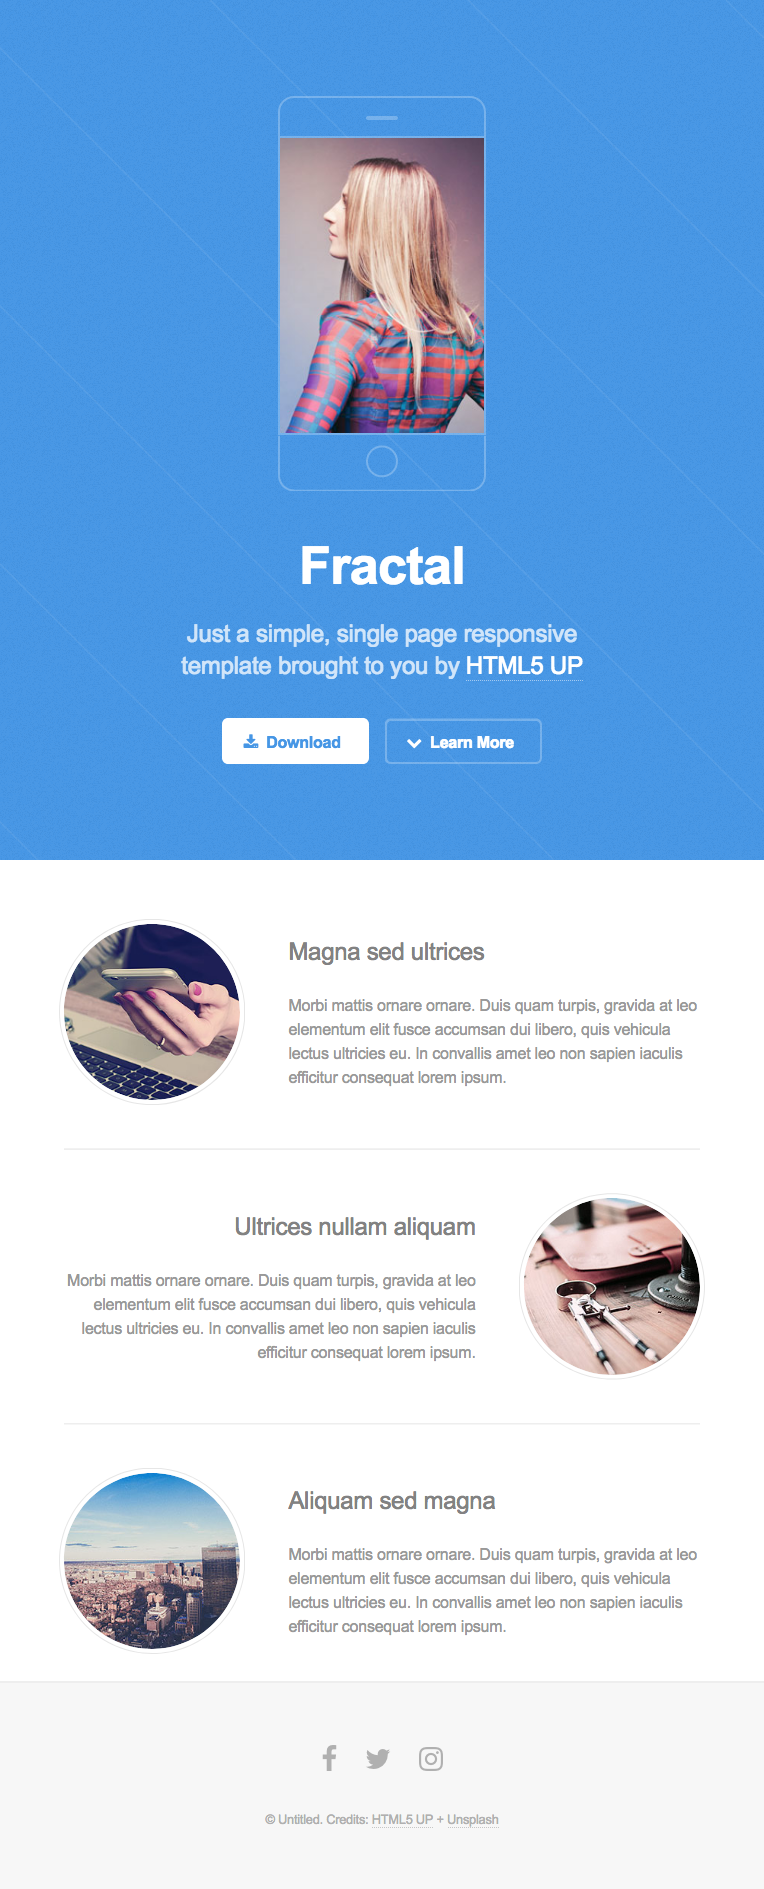 Fractal
Just a simple, single page responsive
template brought to you by HTML5 UP
Download
Learn More
Magna sed ultrices
Morbi mattis ornare ornare. Duis quam turpis, gravida at leo
elementum elit fusce accumsan dui libero, quis vehicula
lectus ultricies eu. In convallis amet leo non sapien iaculis
efficitur consequat lorem ipsum.
Ultrices nullam aliquam
Morbi mattis ornare ornare. Duis quam turpis, gravida at leo
elementum elit fusce accumsan dui libero, quis vehicula
lectus ultricies eu. In convallis amet leo non sapien iaculis
efficitur consequat lorem ipsum.
Aliquam sed magna
Morbi mattis ornare ornare. Duis quam turpis, gravida at leo
elementum elit fusce accumsan dui libero, quis vehicula
lectus ultricies eu. In convallis amet leo non sapien iaculis
efficitur consequat lorem ipsum.
© Untitled. Credits: HTML5 UP + Unsplash